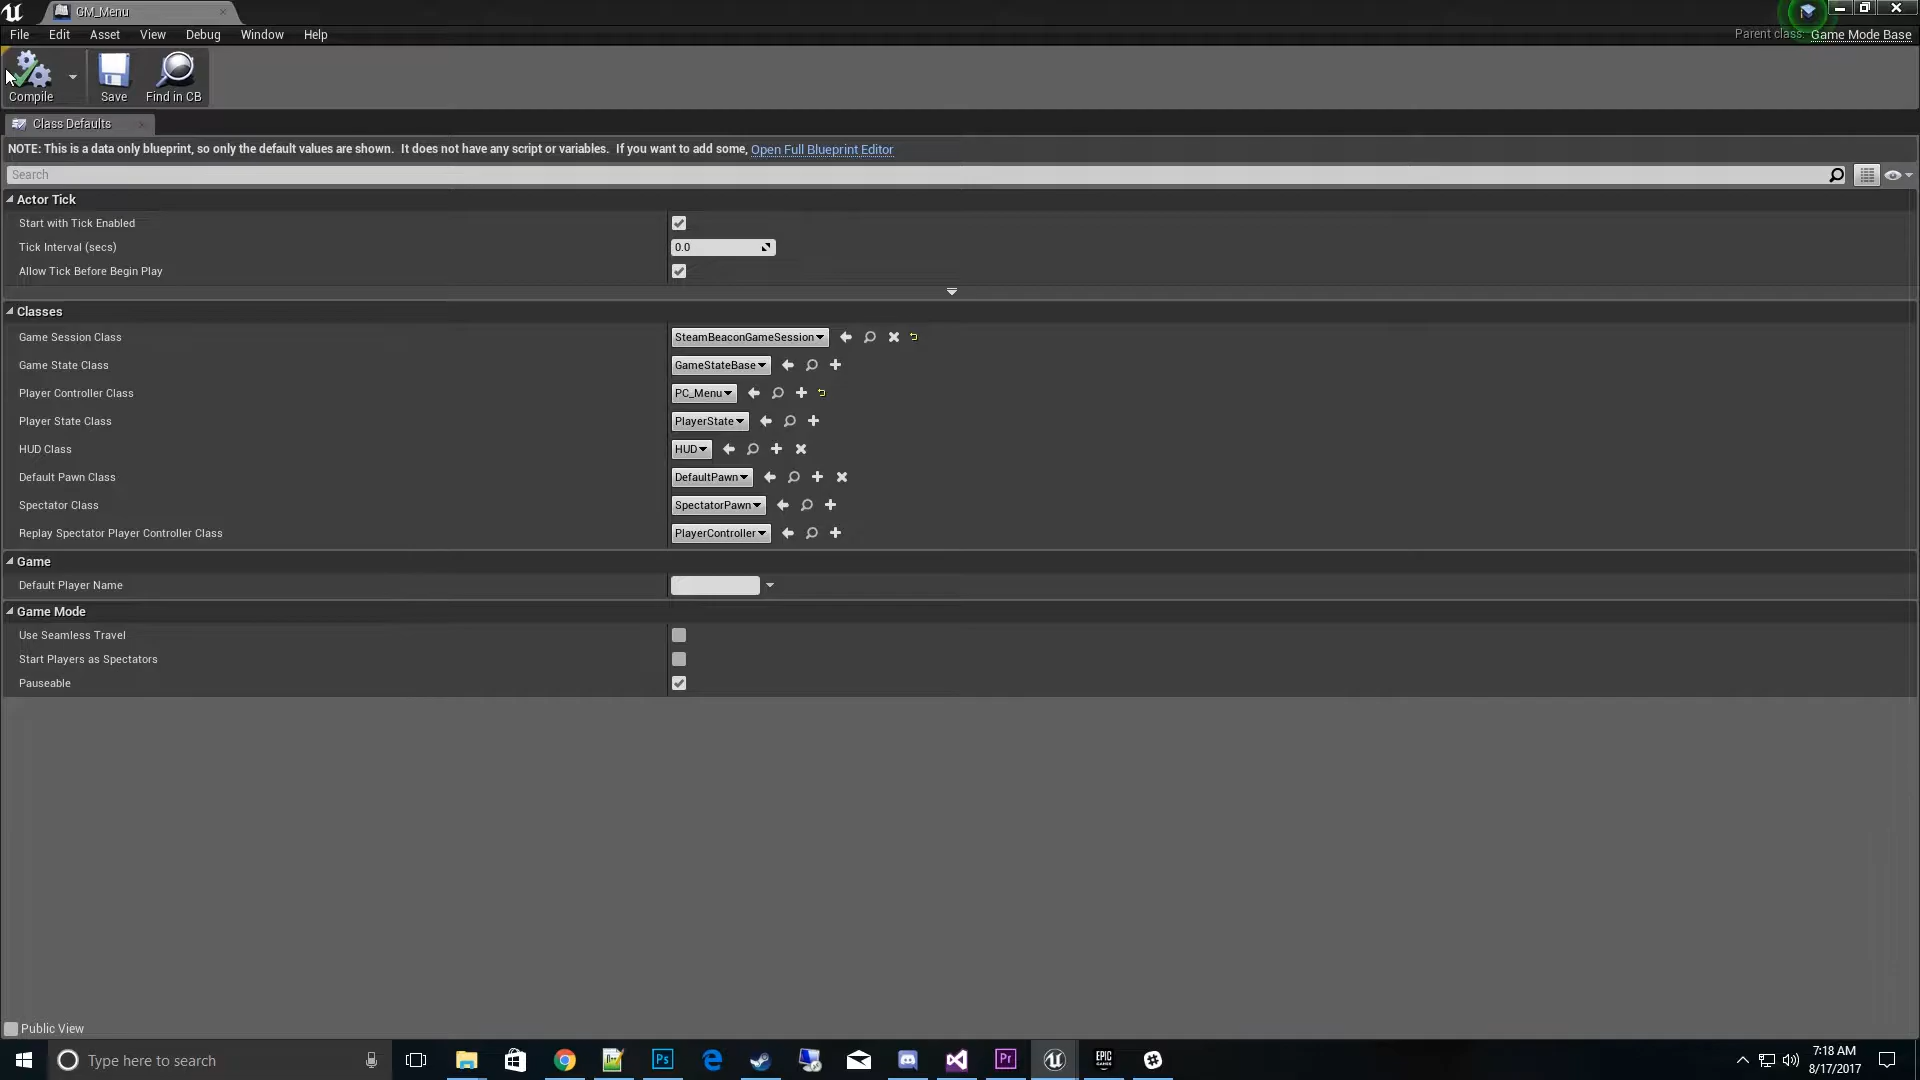 GM_Menu
File Edit Asset View Debug Window Help
Parent class: Game Mode Base
Compile Save Find in CB
Class Defaults
NOTE: This is a data only blueprint, so only the default values are shown. It does not have any script or variables. If you want to add some, Open Full Blueprint Editor
Search
Actor Tick
Start with Tick Enabled
Tick Interval (secs) 0.0
Allow Tick Before Begin Play
Classes
Game Session Class SteamBeaconGameSession
Game State Class GameStateBase
Player Controller Class PC_Menu
Player State Class PlayerState
HUD Class HUD
Default Pawn Class DefaultPawn
Spectator Class SpectatorPawn
Replay Spectator Player Controller Class PlayerController
Game
Default Player Name
Game Mode
Use Seamless Travel
Start Players as Spectators
Pauseable
Public View
Type here to search
Ps
Pr
EPIC
GAMES
7:18 AM
8/17/2017